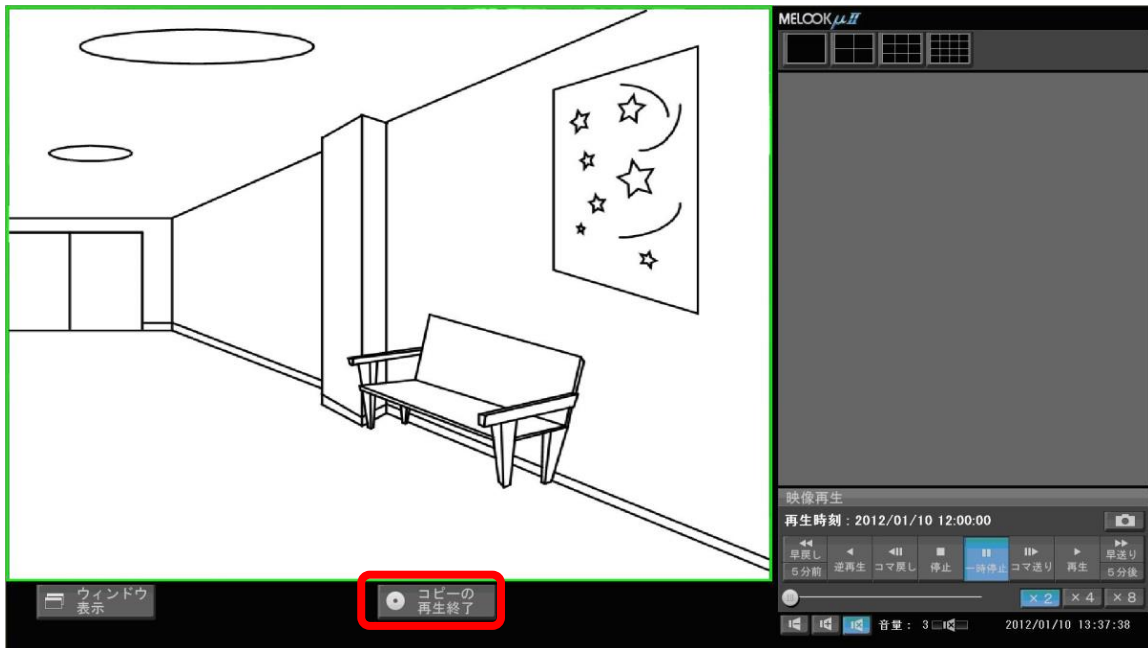 MELOOKμII
映像再生
再生時刻：2012/01/10 12:00:00
早戻し
5分前
逆再生
コマ戻し
停止
一時停止
コマ送り
再生
早送り
5分後
×2 ×4 ×8
音量： 3
2012/01/10 13:37:38
ウィンドウ
表示
コピーの
再生終了